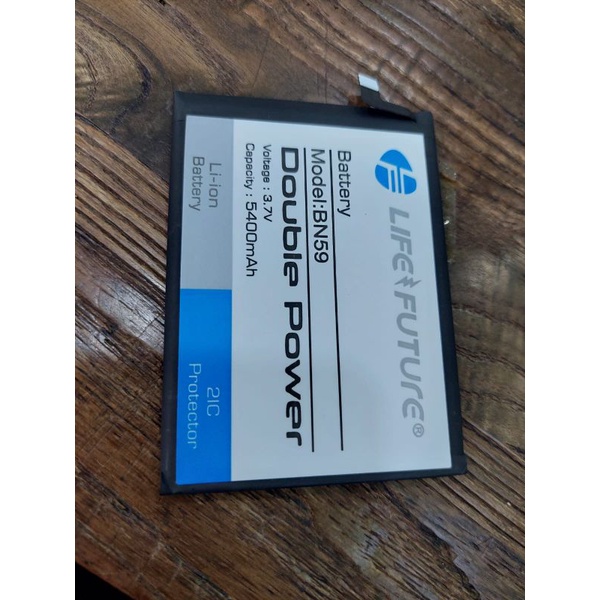 LIFE FUTURE®
Battery
Model:BN59
Double Power
Voltage : 3.7V
Capacity : 5400mAh
Li-ion
Battery
2IC
Protector